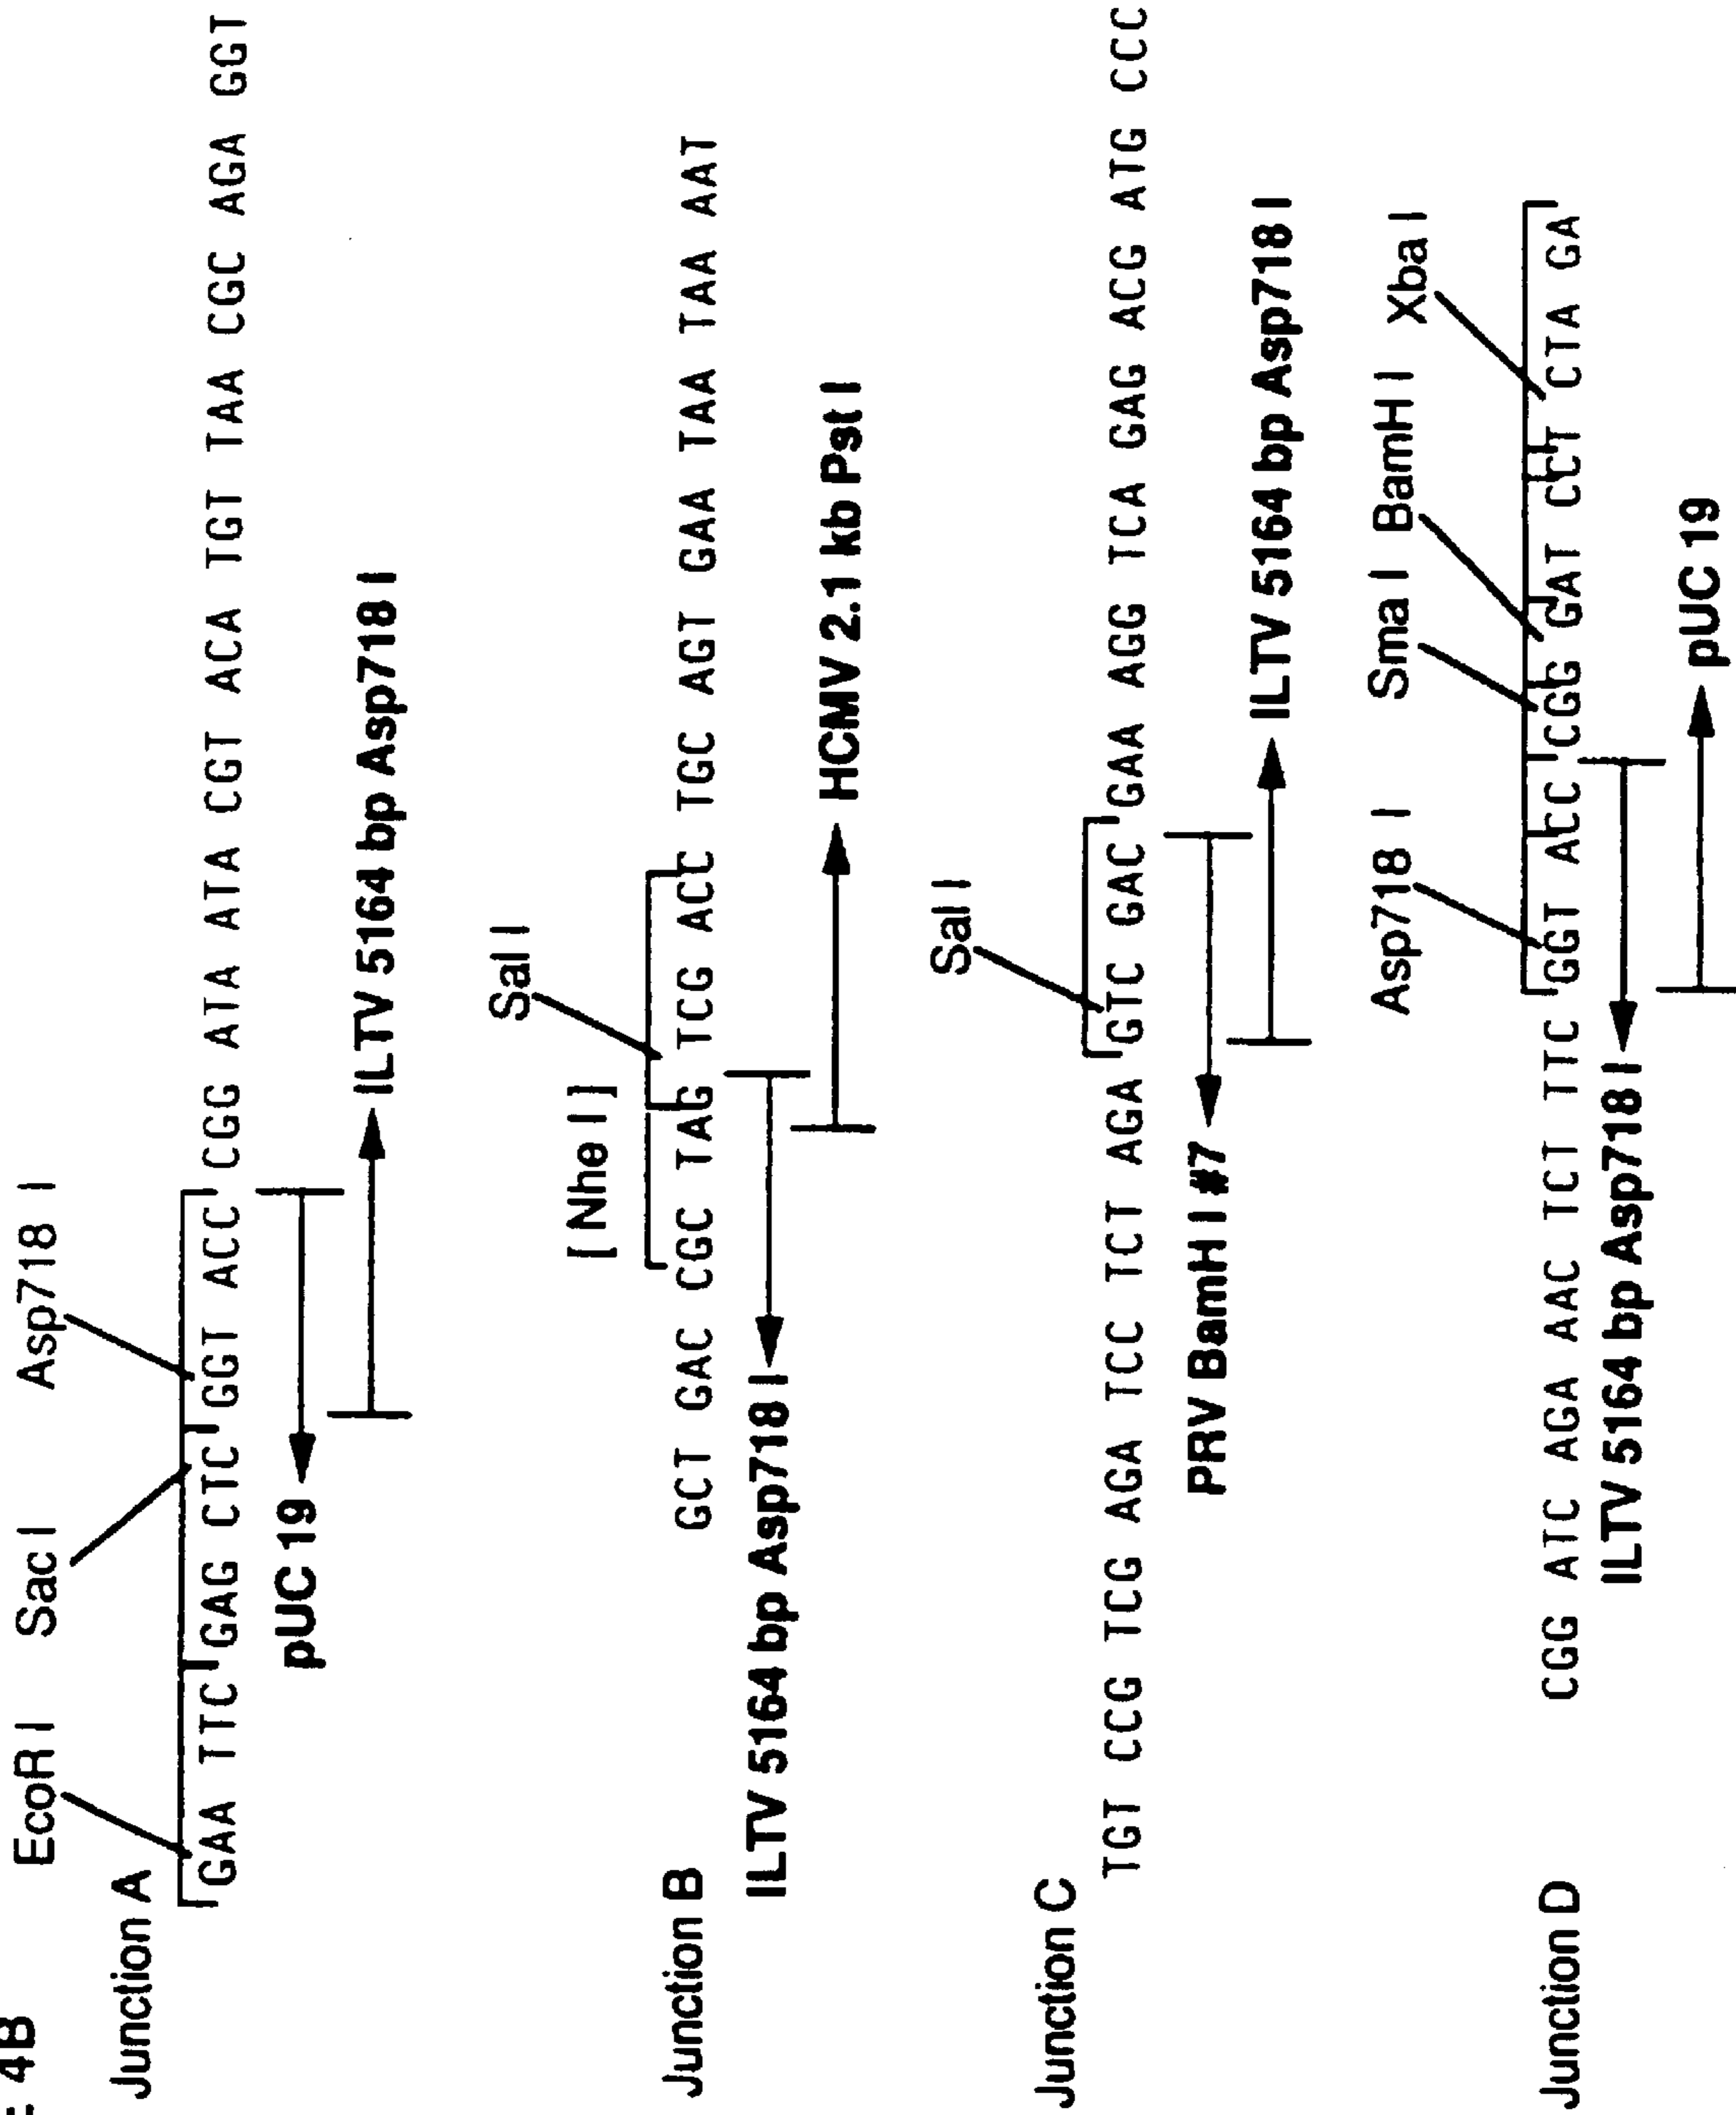 4B
EcoR I Sac I Asp718 I
Junction A
GAA TTC GAG CTC GGT ACC CGG ATA ATA CGT ACA TGT TAA CGC AGA GGT
pUC 19
ILTV 5164 bp Asp718 I
[Nhe I] Sal I
Junction B
GCT GAC CGC TAG TCG ACC TGC AGT GAA TAA TAA AAT
ILTV 5164 bp Asp718 I
HCMV 2.1 kb Pst I
Sal I
Junction C
TGT CCG TCG AGA TCC TCT AGA GTC GAC GAA AGG TCA GAG ACG ATG CCC
PRV BamH I #7
ILTV 5164 bp Asp718 I
Asp718 I Sma I BamH I Xba I
Junction D
CGG ATC AGA AAC TCT TTC GGT ACC CGG GAT CCT CTA GA
ILTV 5164 bp Asp718 I
pUC 19